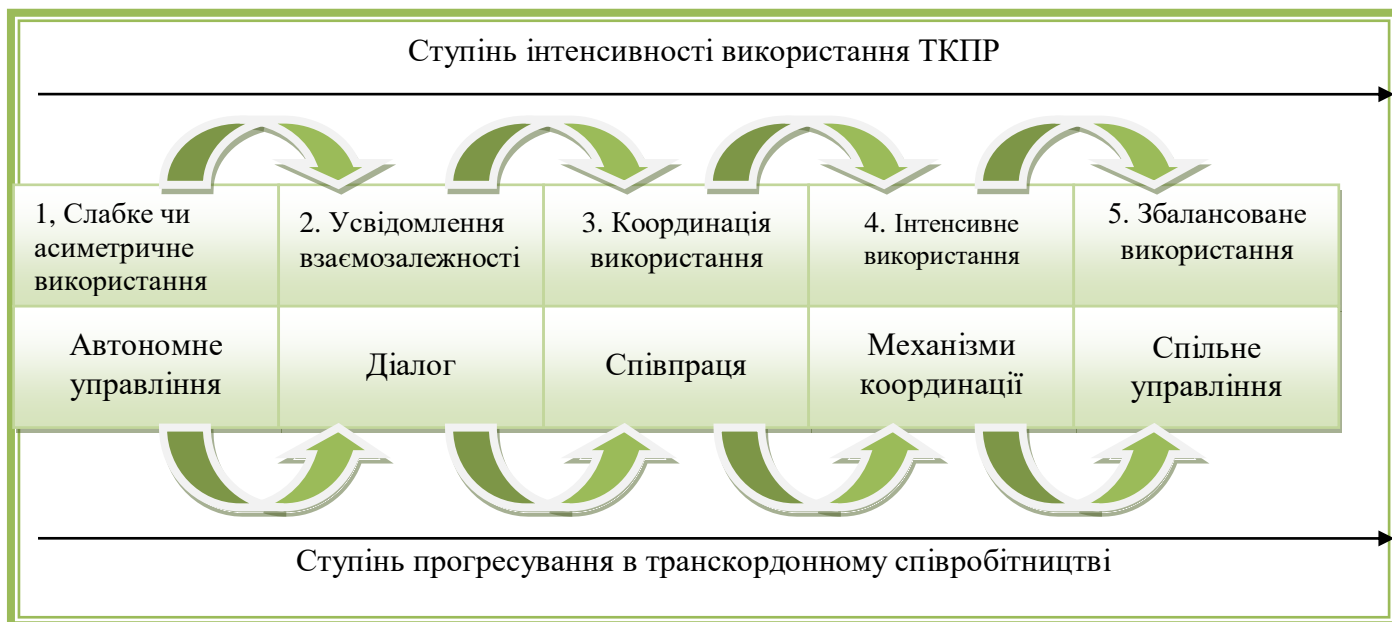 Ступінь інтенсивності використання ТКПР
1, Слабке чи
асиметричне
використання
2. Усвідомлення
взаємозалежності
3. Координація
використання
4. Інтенсивне
використання
5. Збалансоване
використання
Автономне
управління
Діалог
Співпраця
Механізми
координації
Спільне
управління
Ступінь прогресування в транскордонному співробітництві